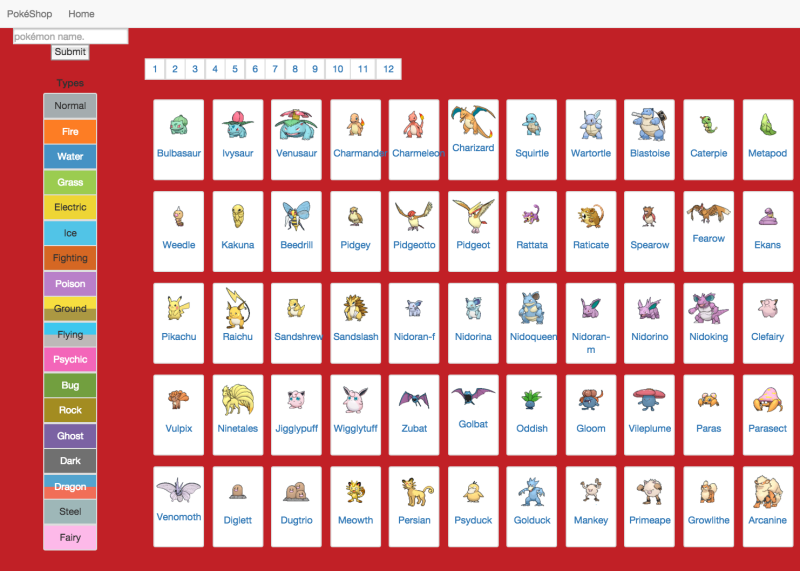 PokéShop Home
pokémon name.
Submit
1 2 3 4 5 6 7 8 9 10 11 12
Types
Normal
Fire
Water
Grass
Electric
Ice
Fighting
Poison
Ground
Flying
Psychic
Bug
Rock
Ghost
Dark
Dragon
Steel
Fairy
Bulbasaur Ivysaur Venusaur Charmander Charmeleon Charizard Squirtle Wartortle Blastoise Caterpie Metapod
Weedle Kakuna Beedrill Pidgey Pidgeotto Pidgeot Rattata Raticate Spearow Fearow Ekans
Pikachu Raichu Sandshrew Sandslash Nidoran-f Nidorina Nidoqueen Nidoran-m Nidorino Nidoking Clefairy
Vulpix Ninetales Jigglypuff Wigglytuff Zubat Golbat Oddish Gloom Vileplume Paras Parasect
Venomoth Diglett Dugtrio Meowth Persian Psyduck Golduck Mankey Primeape Growlithe Arcanine